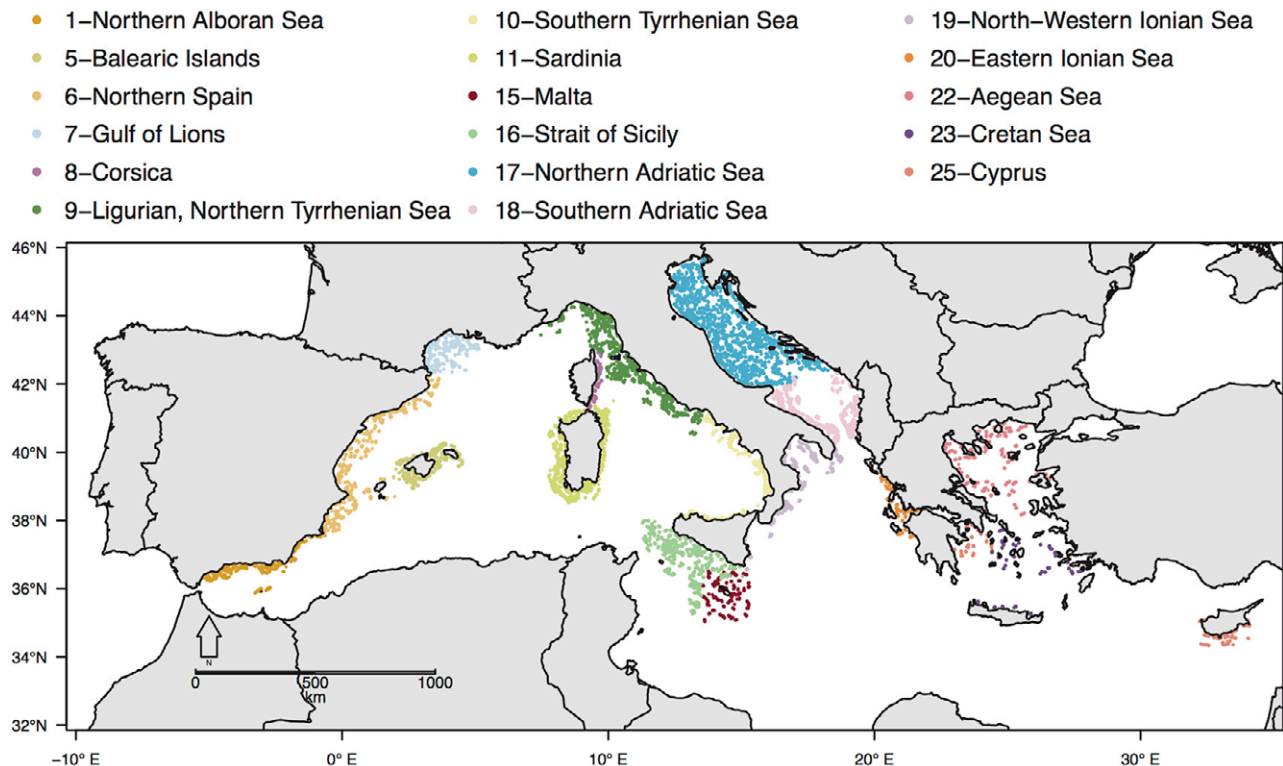 1–Northern Alboran Sea
5–Balearic Islands
6–Northern Spain
7–Gulf of Lions
8–Corsica
9–Ligurian, Northern Tyrrhenian Sea
10–Southern Tyrrhenian Sea
11–Sardinia
15–Malta
16–Strait of Sicily
17–Northern Adriatic Sea
18–Southern Adriatic Sea
19–North–Western Ionian Sea
20–Eastern Ionian Sea
22–Aegean Sea
23–Cretan Sea
25–Cyprus
46°N
44°N
42°N
40°N
38°N
36°N
34°N
32°N
N
0 500 1000
km
−10° E 0° E 10° E 20° E 30° E